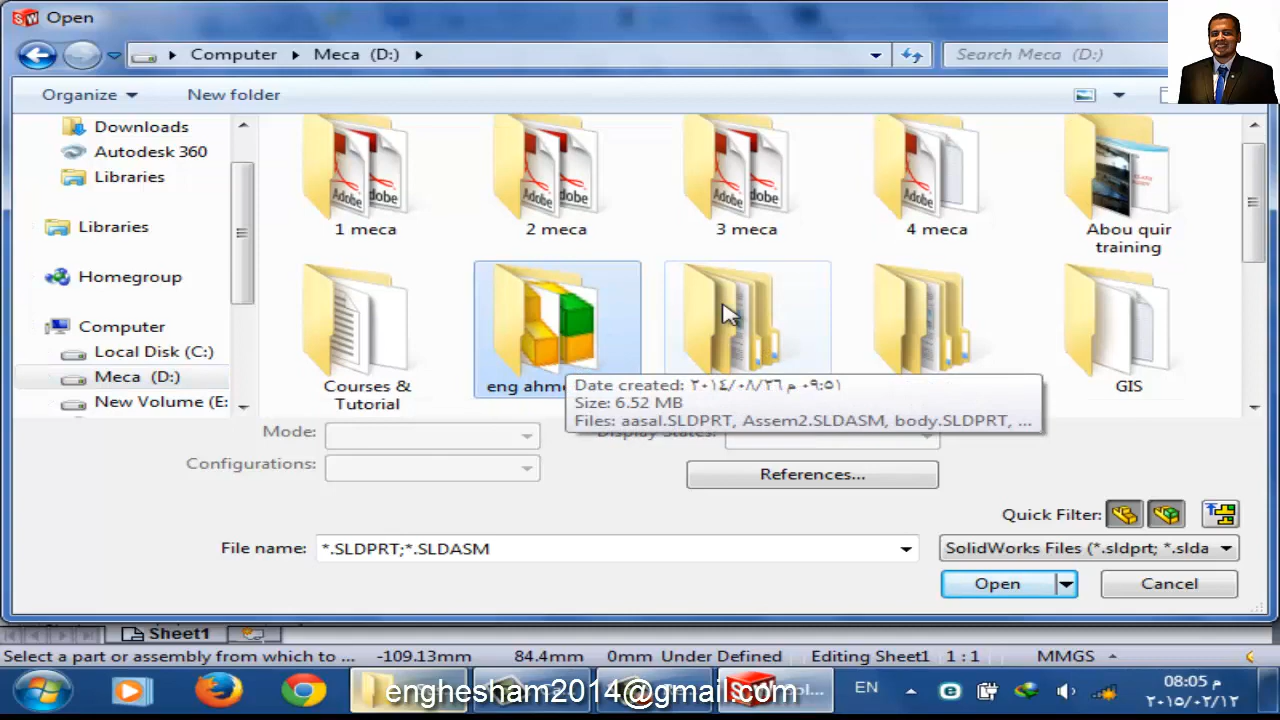 Open
Computer
Meca (D:)
Search Meca (D:)
Organize
New folder
Downloads
Autodesk 360
Libraries
Libraries
Homegroup
Computer
Local Disk (C:)
Meca (D:)
New Volume (E:
1 meca
2 meca
3 meca
4 meca
Abou quir
training
Courses &
Tutorial
eng ahm
GIS
Date created: ٢٠١٤/٠٨/٢٦ م ٠٩:٥١
Size: 6.52 MB
Files: aasal.SLDPRT, Assem2.SLDASM, body.SLDPRT, ...
Mode:
Display States:
Configurations:
References...
Quick Filter:
File name:
*.SLDPRT;*.SLDASM
SolidWorks Files (*.sldprt; *.slda
Open
Cancel
Sheet1
Select a part or assembly from which to ...
-109.13mm
84.4mm
0mm
Under Defined
Editing Sheet1
1 : 1
MMGS
enghesham2014@gmail.com
EN
م 08:05
٢٠١٥/٠٢/١٢